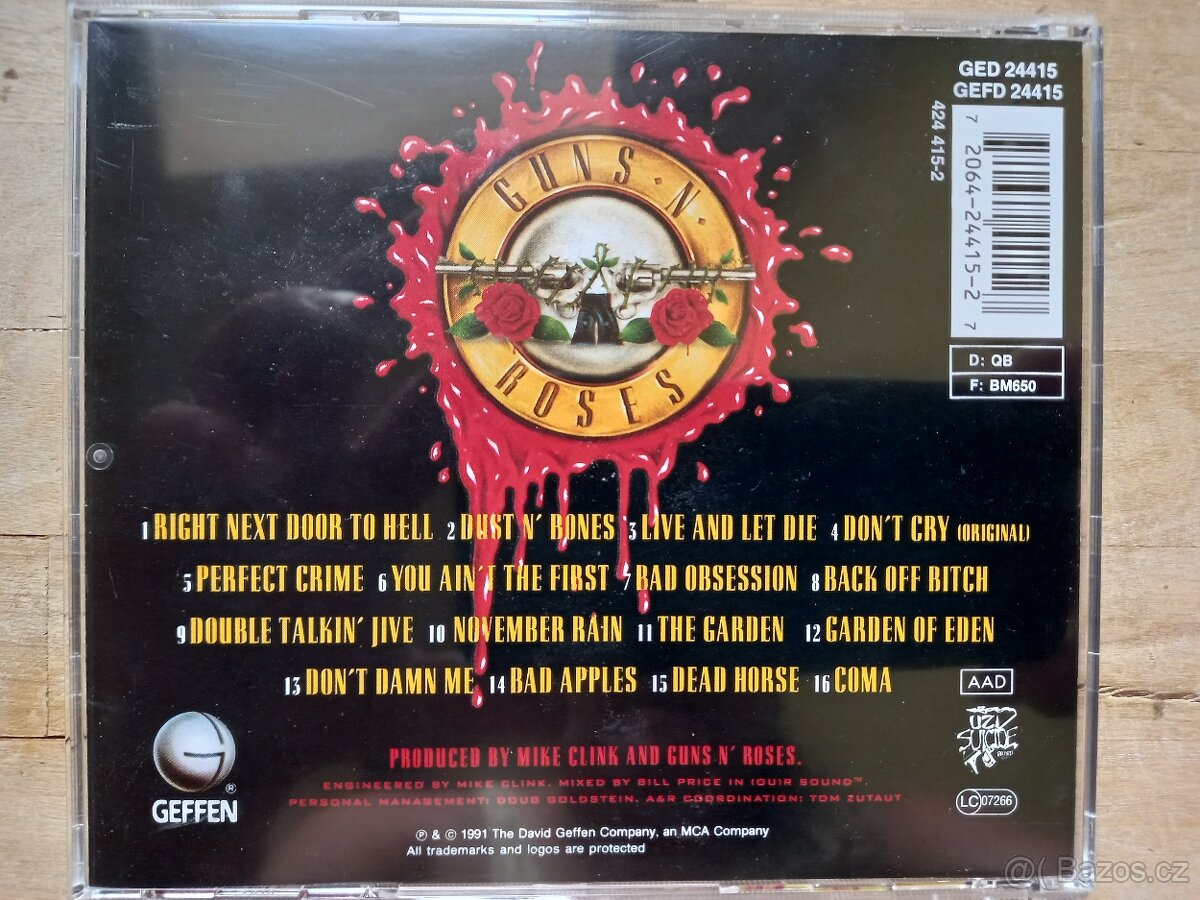 GED 24415
GEFD 24415
424 415-2
7 20642-44152-7
D: QB
F: BM650
GUNS · N ·
ROSES
1 RIGHT NEXT DOOR TO HELL 2 DUST N' BONES 3 LIVE AND LET DIE 4 DON'T CRY (ORIGINAL)
5 PERFECT CRIME 6 YOU AIN'T THE FIRST 7 BAD OBSESSION 8 BACK OFF BITCH
9 DOUBLE TALKIN' JIVE 10 NOVEMBER RAIN 11 THE GARDEN 12 GARDEN OF EDEN
13 DON'T DAMN ME 14 BAD APPLES 15 DEAD HORSE 16 COMA
AAD
UZI
SUICIDE
G
®
GEFFEN
PRODUCED BY MIKE CLINK AND GUNS N' ROSES.
ENGINEERED BY MIKE CLINK. MIXED BY BILL PRICE IN (OUIR SOUND™.
PERSONAL MANAGEMENT: DOUG GOLDSTEIN. A&R COORDINATION: TOM ZUTAUT.
LC 07266
℗ & © 1991 The David Geffen Company, an MCA Company
All trademarks and logos are protected
@( Bazos.cz